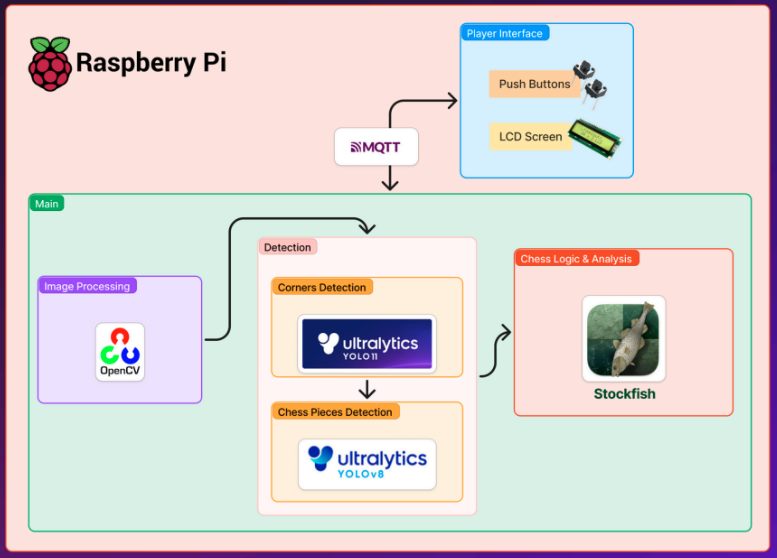 Raspberry Pi
Player Interface
Push Buttons
LCD Screen
MQTT
Main
Image Processing
OpenCV
Detection
Corners Detection
ultralytics
YOLO11
Chess Pieces Detection
ultralytics
YOLOv8
Chess Logic & Analysis
Stockfish